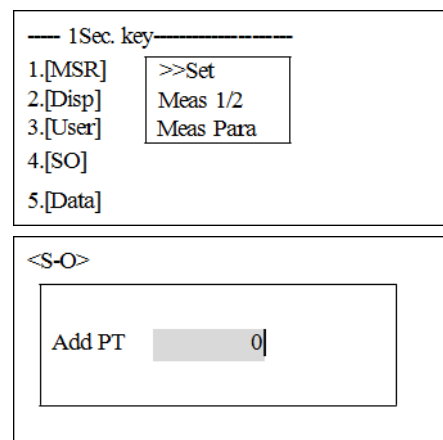 ----- 1Sec. key----------------------
1.[MSR] >>Set
2.[Disp] Meas 1/2
3.[User] Meas Para
4.[SO]
5.[Data]
<S-O>
Add PT 0